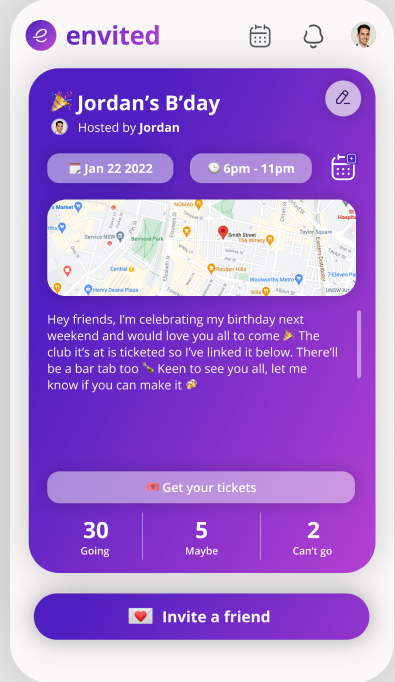 envited
Jordan's B'day
Hosted by Jordan
Jan 22 2022
6pm - 11pm
NOMAD
s Market
Smith Street
Taylor Square
Service NSW
Belmore Park
The Winery
Central
Reuben Hills
Woolworths Metro
7-Eleven
Henry Deane Plaza
UNSW Art
Hey friends, I'm celebrating my birthday next
weekend and would love you all to come 🎉 The
club it's at is ticketed so I've linked it below. There'll
be a bar tab too 🍾 Keen to see you all, let me
know if you can make it 🍻
Get your tickets
30 5 2
Going Maybe Can't go
Invite a friend